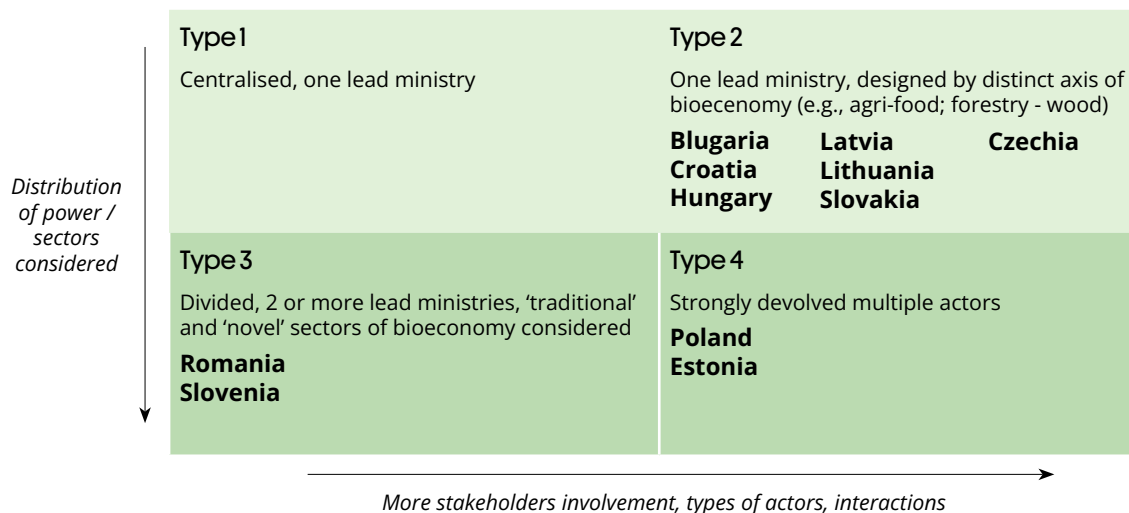 Type 1
Centralised, one lead ministry
Type 2
One lead ministry, designed by distinct axis of
bioecenomy (e.g., agri-food; forestry - wood)
Blugaria
Croatia
Hungary
Latvia
Lithuania
Slovakia
Czechia
Distribution
of power /
sectors
considered
Type 3
Divided, 2 or more lead ministries, ‘traditional’
and ‘novel’ sectors of bioeconomy considered
Romania
Slovenia
Type 4
Strongly devolved multiple actors
Poland
Estonia
More stakeholders involvement, types of actors, interactions